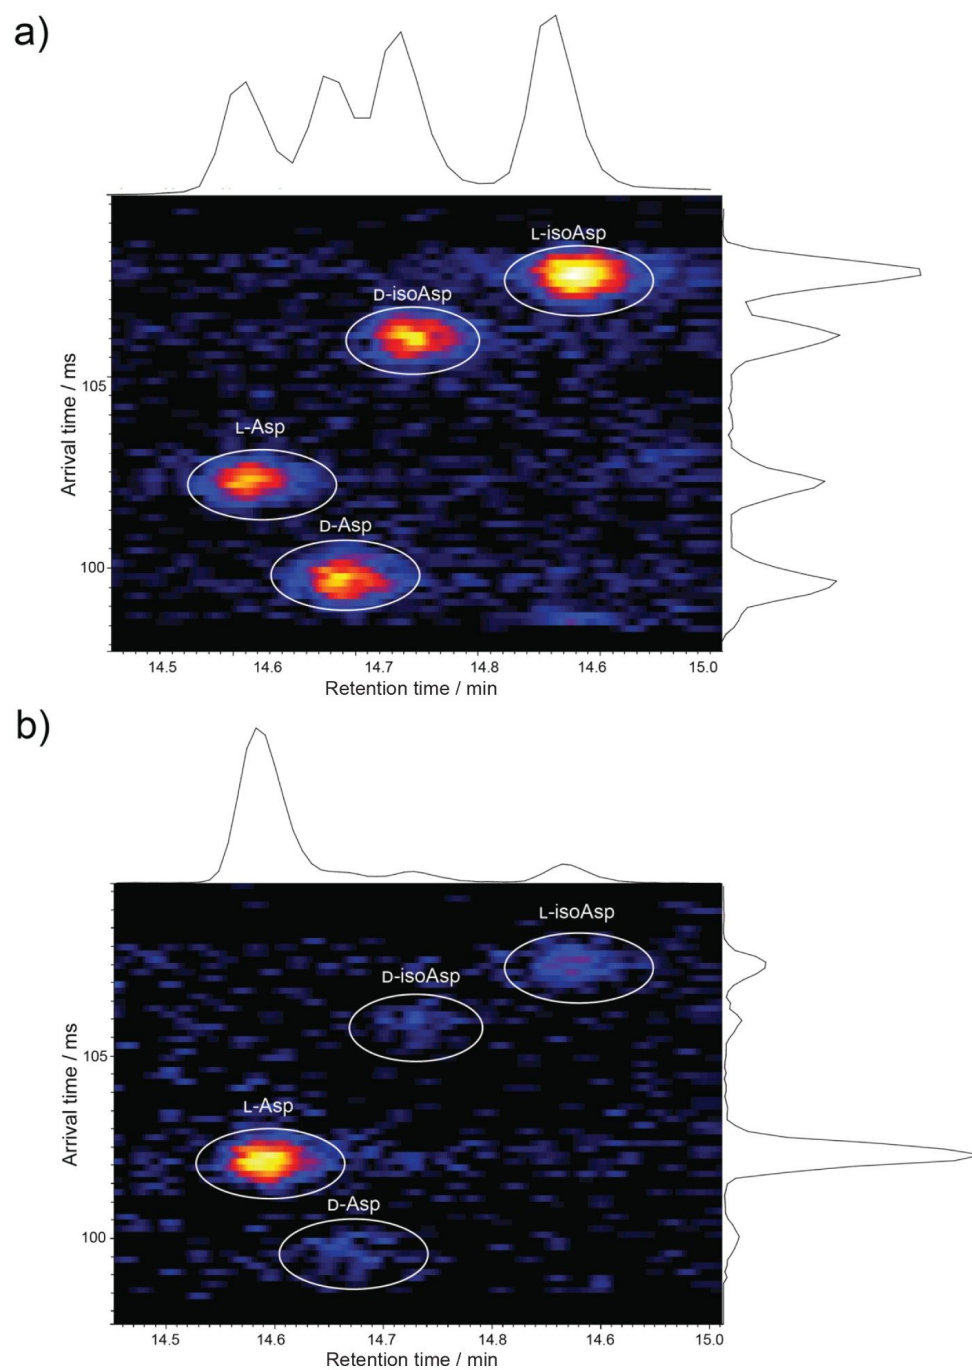 a)
L-isoAsp
D-isoAsp
105
L-Asp
D-Asp
100
Arrival time / ms
14.5 14.6 14.7 14.8 14.6 15.0
Retention time / min
b)
L-isoAsp
D-isoAsp
105
L-Asp
D-Asp
100
Arrival time / ms
14.5 14.6 14.7 14.8 14.6 15.0
Retention time / min